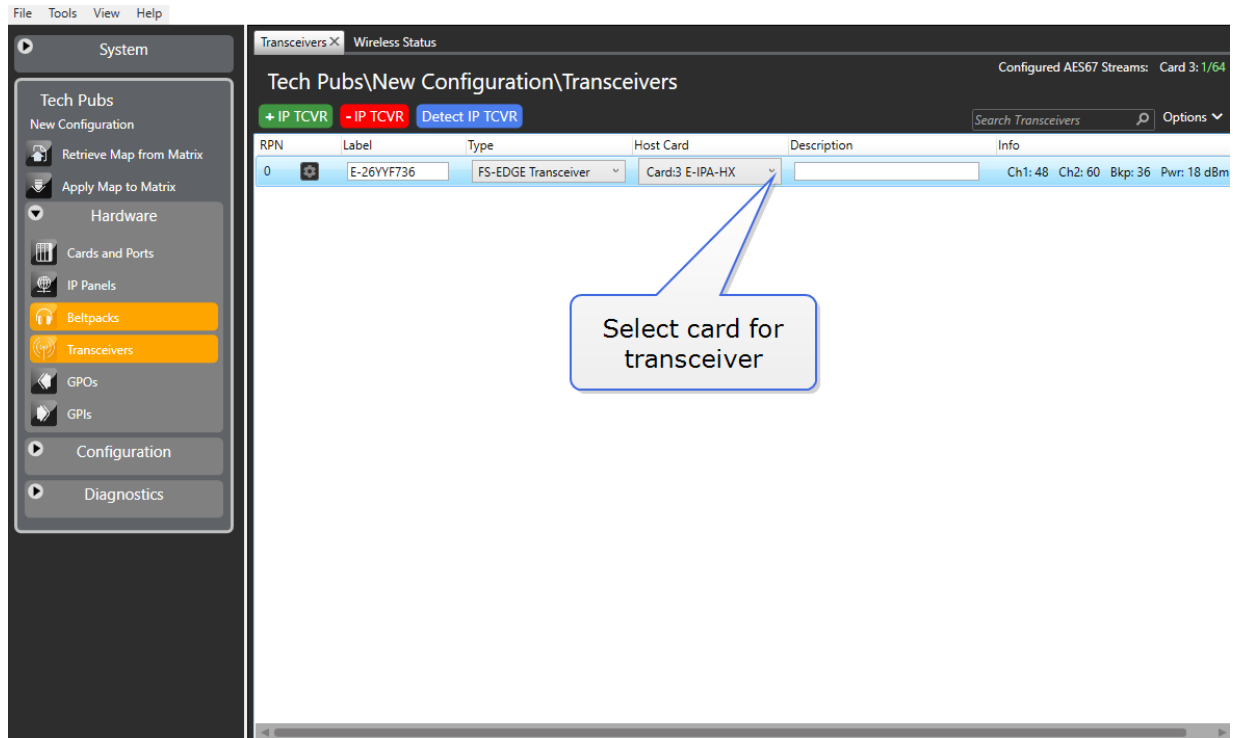 File Tools View Help
System
Tech Pubs
New Configuration
Retrieve Map from Matrix
Apply Map to Matrix
Hardware
Cards and Ports
IP Panels
Beltpacks
Transceivers
GPOs
GPIs
Configuration
Diagnostics
Transceivers Wireless Status
Tech Pubs\New Configuration\Transceivers
Configured AES67 Streams: Card 3: 1/64
+ IP TCVR - IP TCVR Detect IP TCVR
Search Transceivers Options
RPN Label Type Host Card Description Info
0 E-26YYF736 FS-EDGE Transceiver Card:3 E-IPA-HX Ch1: 48 Ch2: 60 Bkp: 36 Pwr: 18 dBm
Select card for
transceiver